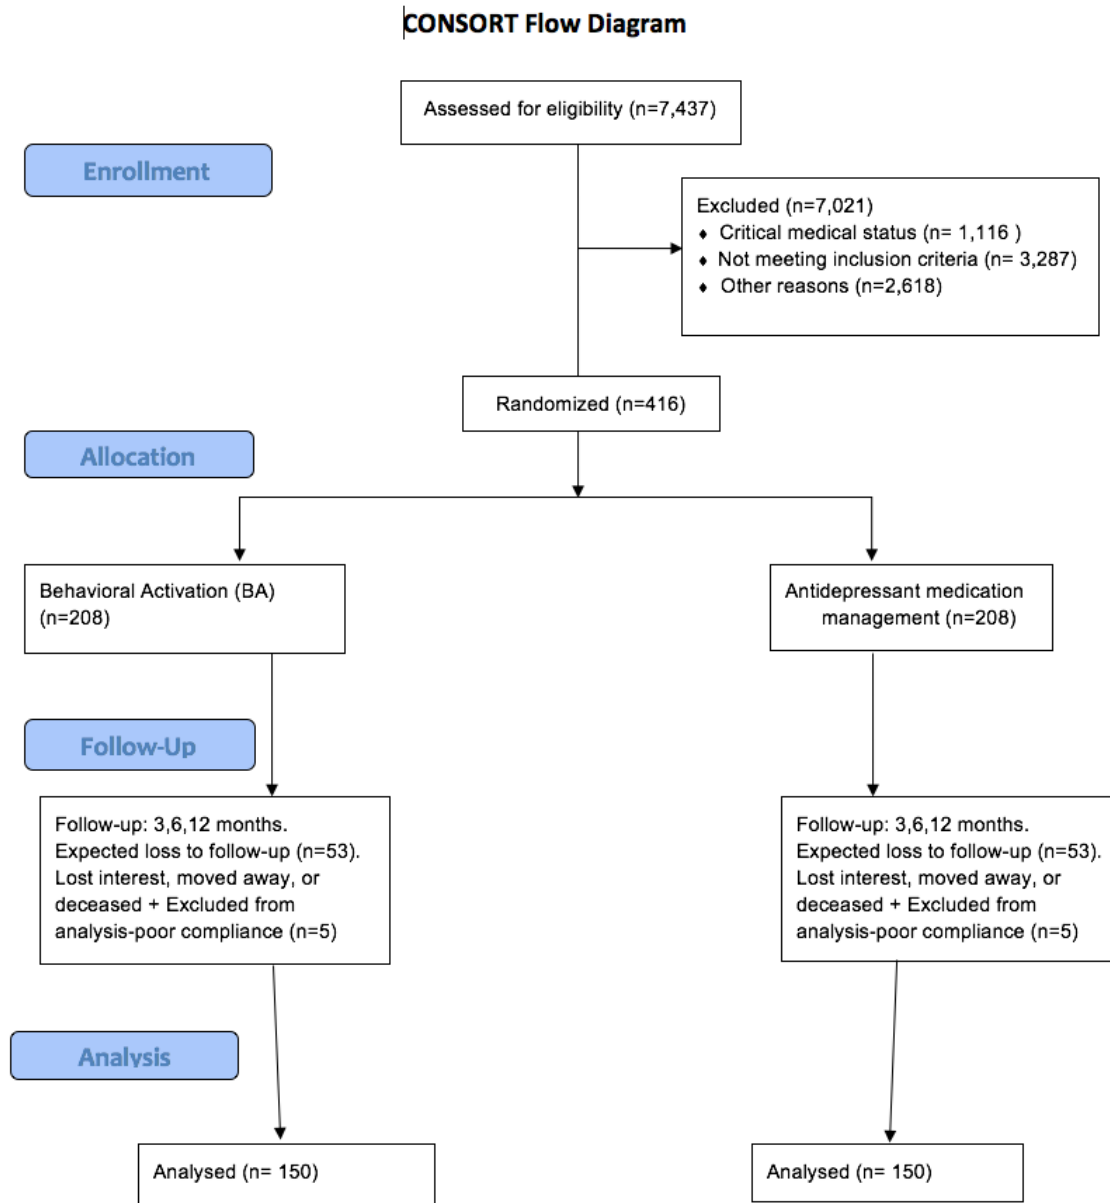 CONSORT Flow Diagram
Assessed for eligibility (n=7,437)
Enrollment
Excluded (n=7,021)
♦ Critical medical status (n= 1,116 )
♦ Not meeting inclusion criteria (n= 3,287)
♦ Other reasons (n=2,618)
Randomized (n=416)
Allocation
Behavioral Activation (BA)
(n=208)
Antidepressant medication
management (n=208)
Follow-Up
Follow-up: 3,6,12 months.
Expected loss to follow-up (n=53).
Lost interest, moved away, or
deceased + Excluded from
analysis-poor compliance (n=5)
Follow-up: 3,6,12 months.
Expected loss to follow-up (n=53).
Lost interest, moved away, or
deceased + Excluded from
analysis-poor compliance (n=5)
Analysis
Analysed (n= 150)
Analysed (n= 150)